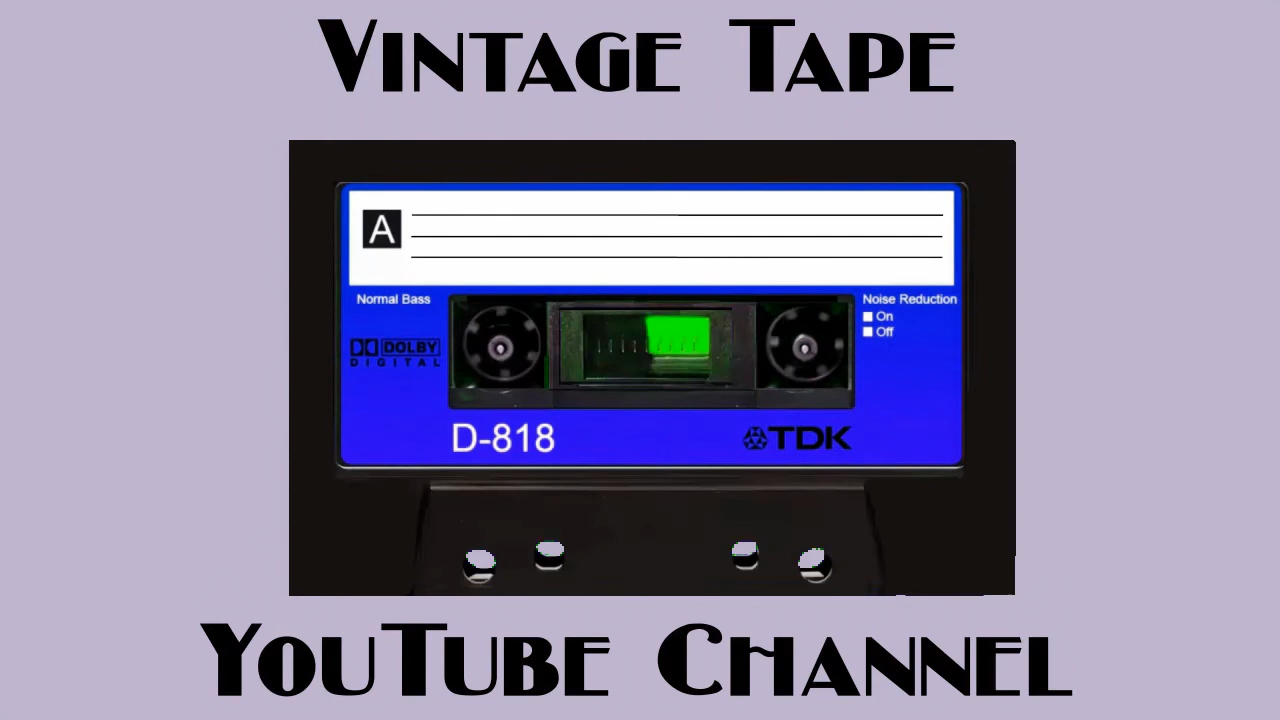 VINTAGE TAPE
A
Normal Bass
Noise Reduction
On
Off
DOLBY
DIGITAL
D-818
TDK
YOUTUBE CHANNEL